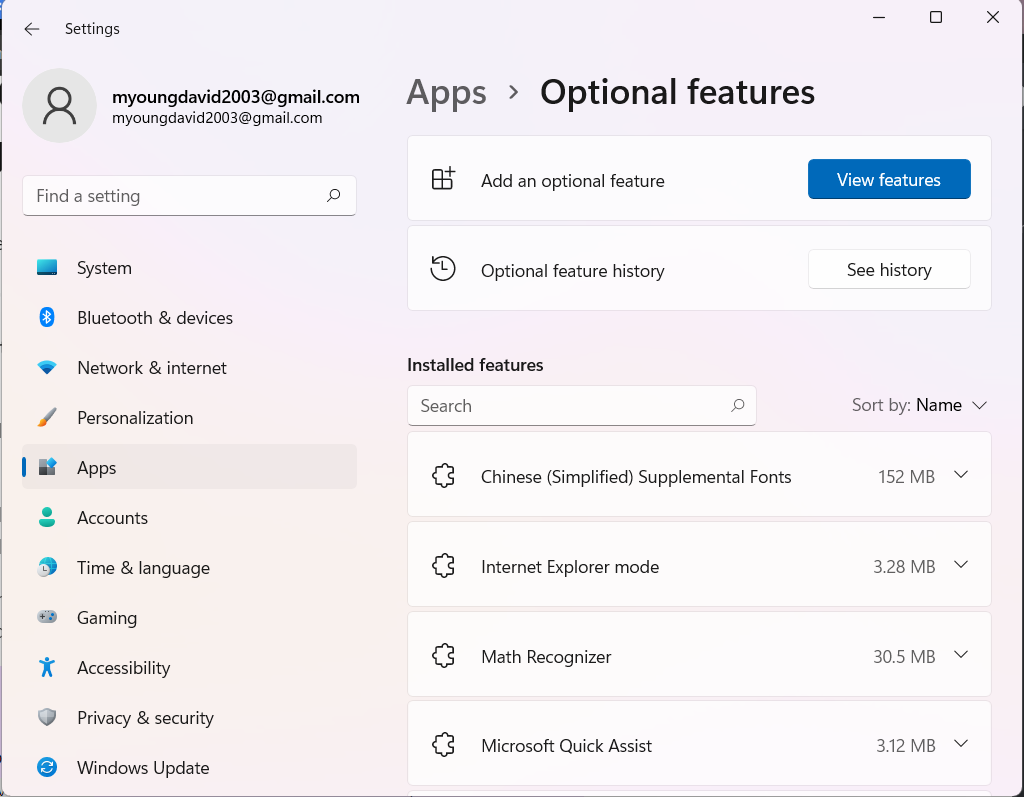 Settings
myoungdavid2003@gmail.com
myoungdavid2003@gmail.com
Find a setting
System
Bluetooth & devices
Network & internet
Personalization
Apps
Accounts
Time & language
Gaming
Accessibility
Privacy & security
Windows Update
Apps > Optional features
Add an optional feature View features
Optional feature history See history
Installed features
Search Sort by: Name
Chinese (Simplified) Supplemental Fonts 152 MB
Internet Explorer mode 3.28 MB
Math Recognizer 30.5 MB
Microsoft Quick Assist 3.12 MB